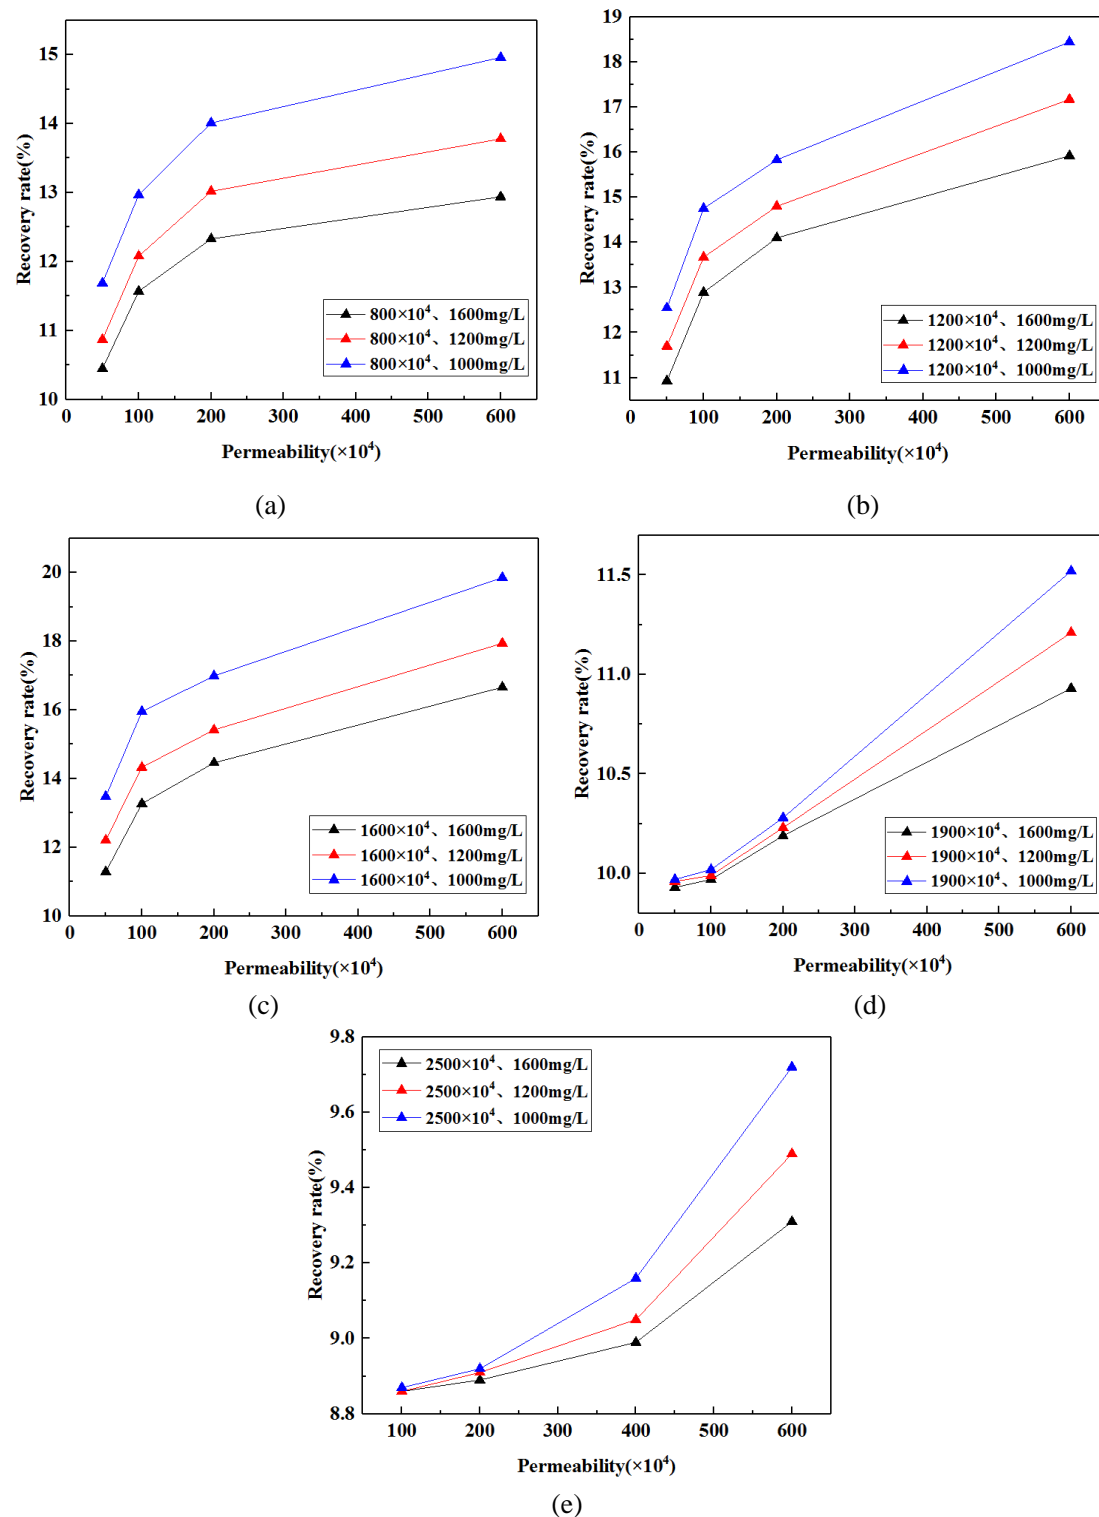 15
14
13
12
11
10
Recovery rate(%)
0 100 200 300 400 500 600
Permeability(×10⁴)
800×10⁴、1600mg/L
800×10⁴、1200mg/L
800×10⁴、1000mg/L
(a)
19
18
17
16
15
14
13
12
11
Recovery rate(%)
0 100 200 300 400 500 600
Permeability(×10⁴)
1200×10⁴、1600mg/L
1200×10⁴、1200mg/L
1200×10⁴、1000mg/L
(b)
20
18
16
14
12
10
Recovery rate(%)
0 100 200 300 400 500 600
Permeability(×10⁴)
1600×10⁴、1600mg/L
1600×10⁴、1200mg/L
1600×10⁴、1000mg/L
(c)
11.5
11.0
10.5
10.0
Recovery rate(%)
0 100 200 300 400 500 600
Permeability(×10⁴)
1900×10⁴、1600mg/L
1900×10⁴、1200mg/L
1900×10⁴、1000mg/L
(d)
9.8
9.6
9.4
9.2
9.0
8.8
Recovery rate(%)
100 200 300 400 500 600
Permeability(×10⁴)
2500×10⁴、1600mg/L
2500×10⁴、1200mg/L
2500×10⁴、1000mg/L
(e)